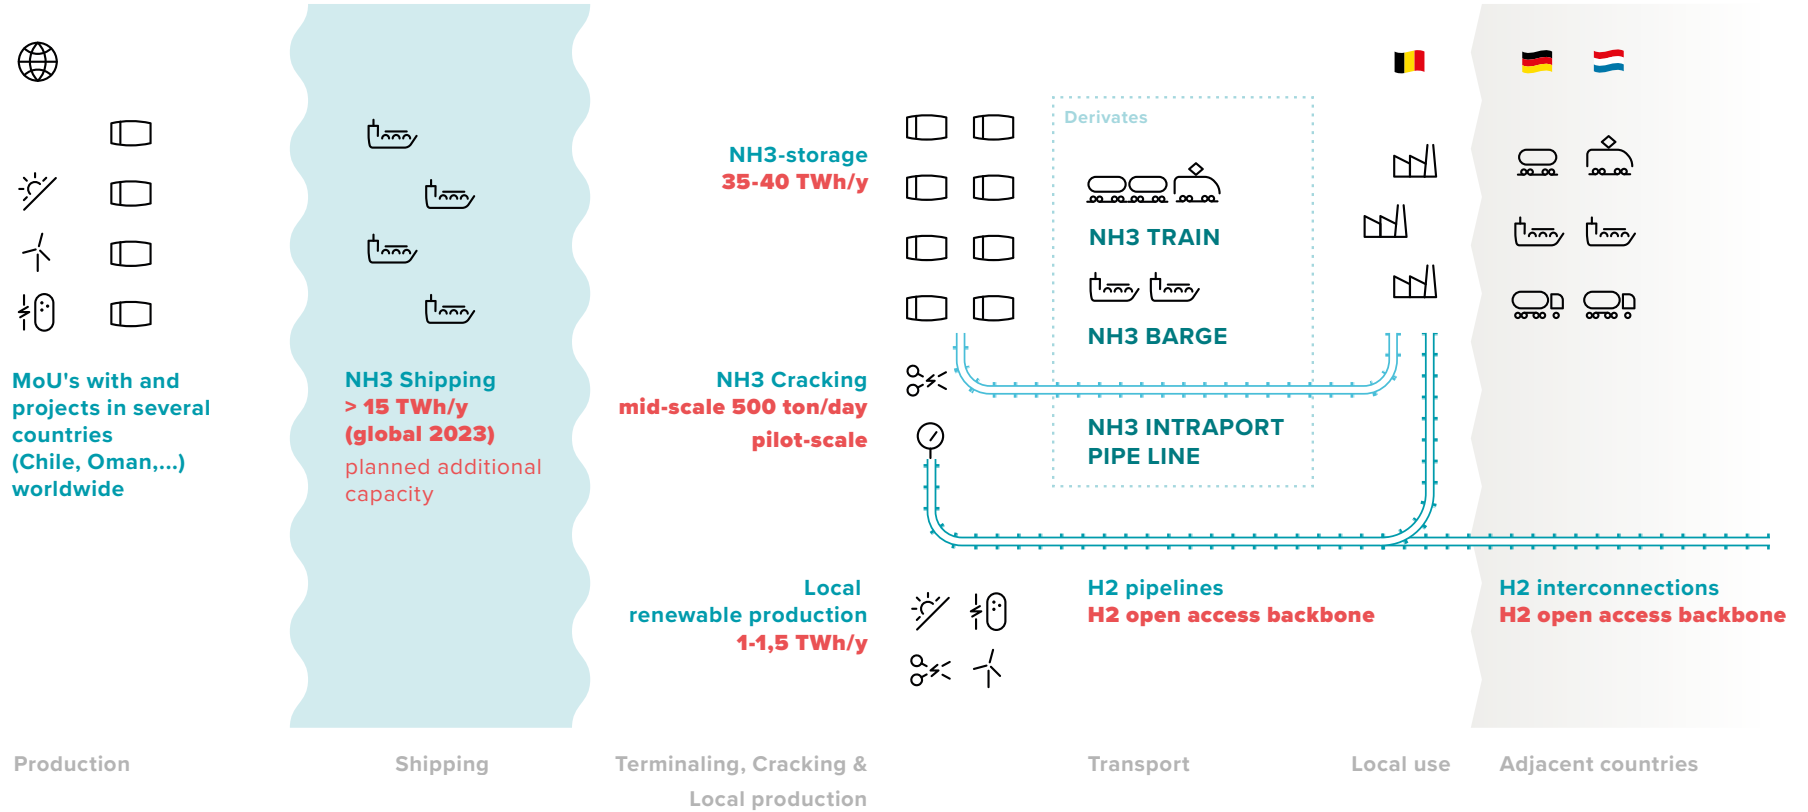 MoU's with and
projects in several
countries
(Chile, Oman,...)
worldwide
NH3 Shipping
> 15 TWh/y
(global 2023)
planned additional
capacity
NH3-storage
35-40 TWh/y
NH3 Cracking
mid-scale 500 ton/day
pilot-scale
Local
renewable production
1-1,5 TWh/y
Derivates
NH3 TRAIN
NH3 BARGE
NH3 INTRAPORT
PIPE LINE
H2 pipelines
H2 open access backbone
H2 interconnections
H2 open access backbone
Production
Shipping
Terminaling, Cracking &
Local production
Transport
Local use
Adjacent countries